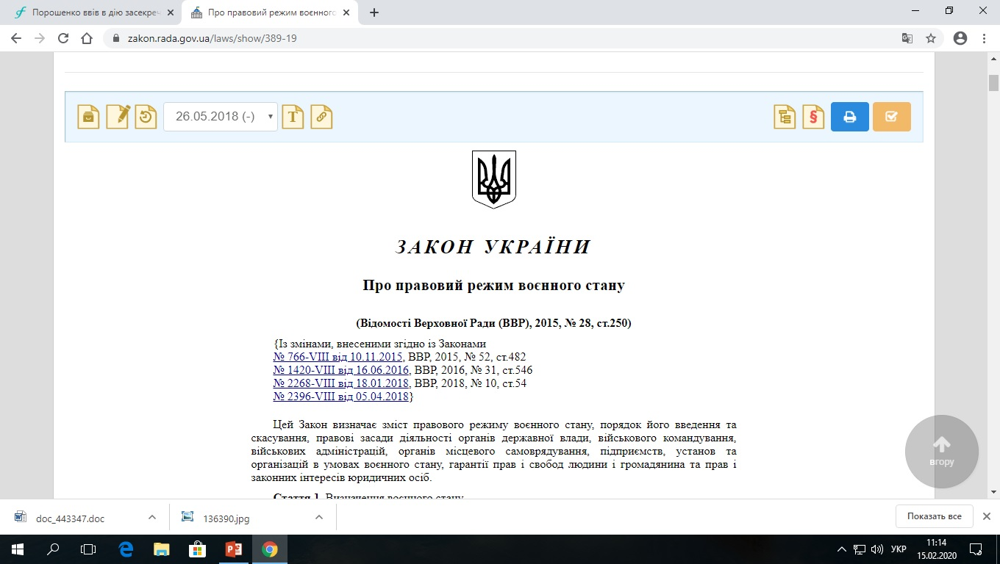 Порошенко ввів в дію засекреч
Про правовий режим воєнного
zakon.rada.gov.ua/laws/show/389-19
26.05.2018 (-)
T
§
ЗАКОН УКРАЇНИ
Про правовий режим воєнного стану
(Відомості Верховної Ради (ВВР), 2015, № 28, ст.250)
{Із змінами, внесеними згідно із Законами
№ 766-VIII від 10.11.2015, ВВР, 2015, № 52, ст.482
№ 1420-VIII від 16.06.2016, ВВР, 2016, № 31, ст.546
№ 2268-VIII від 18.01.2018, ВВР, 2018, № 10, ст.54
№ 2396-VIII від 05.04.2018}
Цей Закон визначає зміст правового режиму воєнного стану, порядок його введення та
скасування, правові засади діяльності органів державної влади, військового командування,
військових адміністрацій, органів місцевого самоврядування, підприємств, установ та
організацій в умовах воєнного стану, гарантії прав і свобод людини і громадянина та прав і
законних інтересів юридичних осіб.
Стаття 1. Визначення воєнного стану
вгору
doc_443347.doc
136390.jpg
Показать все
УКР
11:14
15.02.2020